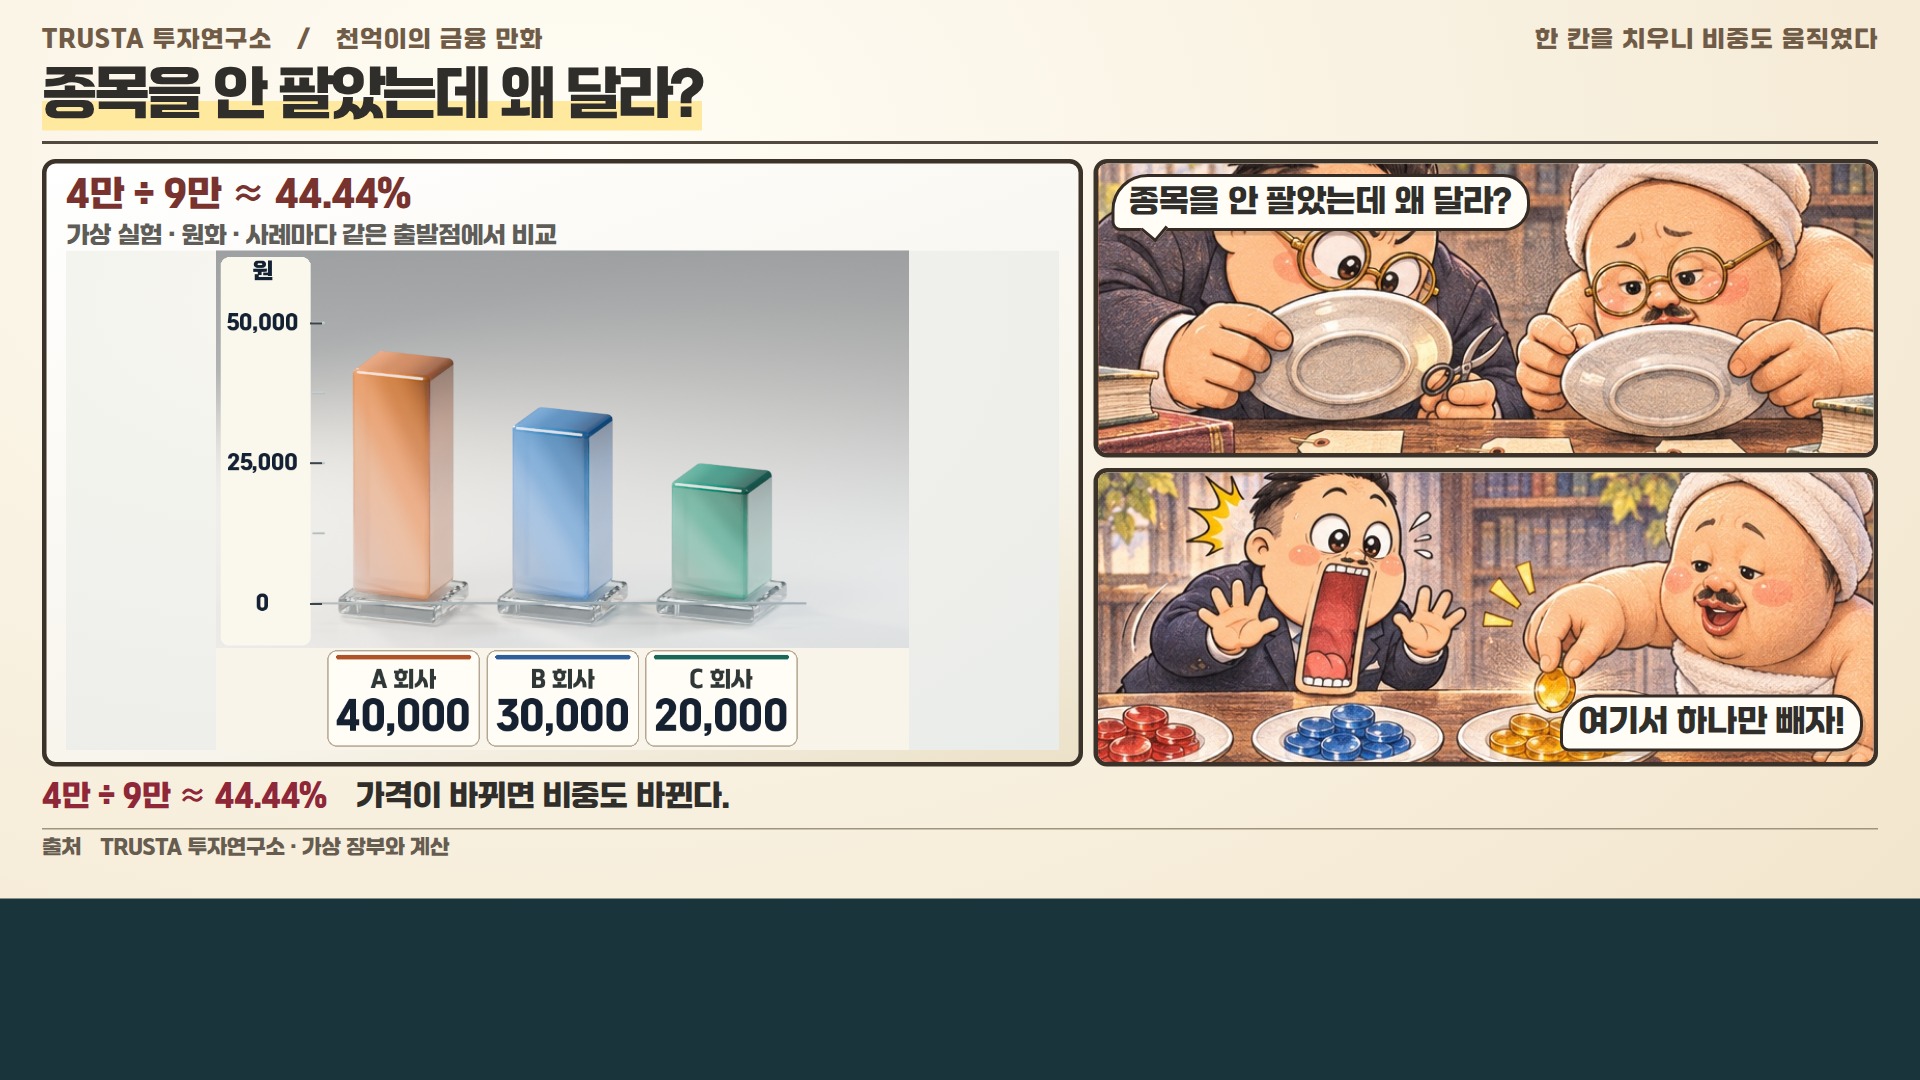 TRUSTA 투자연구소 / 천억이의 금융 만화
한 칸을 치우니 비중도 움직였다
종목을 안 팔았는데 왜 달라?
4만 ÷ 9만 ≈ 44.44%
가상 실험 · 원화 · 사례마다 같은 출발점에서 비교
원
50,000
25,000
0
A 회사
40,000
B 회사
30,000
C 회사
20,000
종목을 안 팔았는데 왜 달라?
여기서 하나만 빼자!
4만 ÷ 9만 ≈ 44.44% 가격이 바뀌면 비중도 바뀐다.
출처 TRUSTA 투자연구소 · 가상 장부와 계산